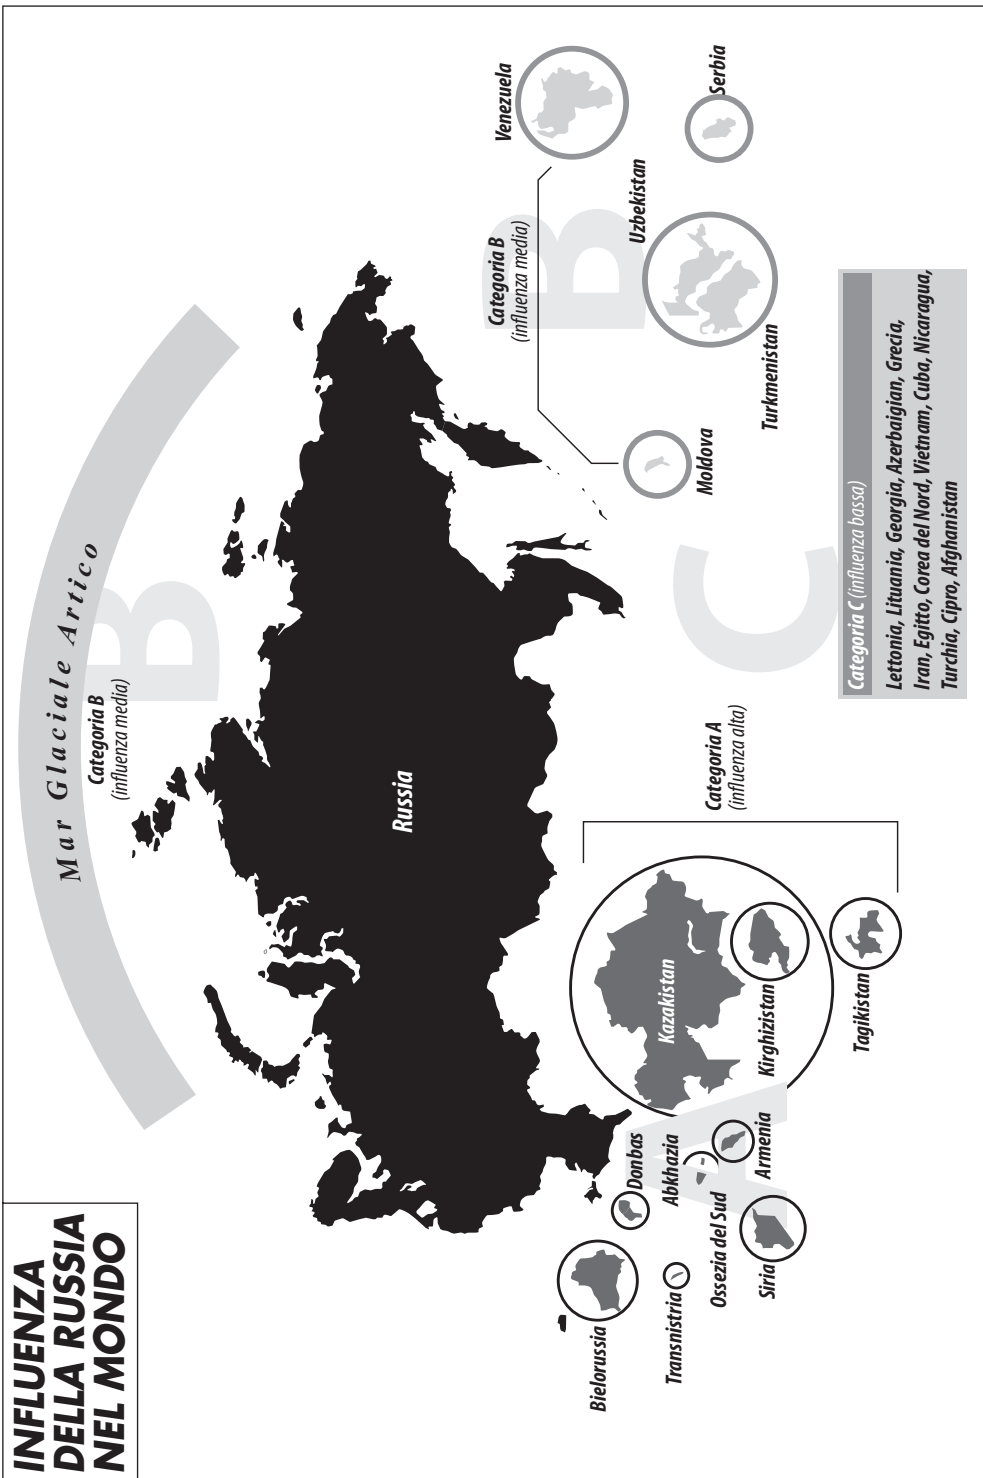 INFLUENZA
DELLA RUSSIA
NEL MONDO
Mar Glaciale Artico
Categoria B
(influenza media)
B
Russia
Categoria B
(influenza media)
B
Venezuela
Serbia
Uzbekistan
Turkmenistan
Moldova
Categoria A
(influenza alta)
A
Kazakistan
Kirghizistan
Tagikistan
Bielorussia
Donbas
Transnistria
Abkhazia
Ossezia del Sud
Armenia
Siria
C
Categoria C (influenza bassa)
Lettonia, Lituania, Georgia, Azerbaigian, Grecia,
Iran, Egitto, Corea del Nord, Vietnam, Cuba, Nicaragua,
Turchia, Cipro, Afghanistan